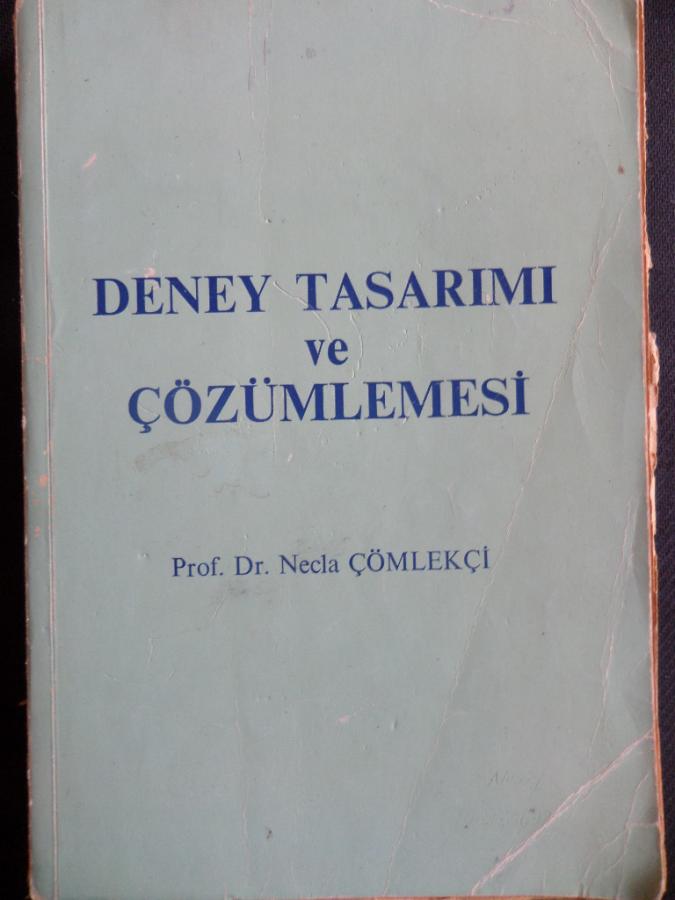 DENEY TASARIMI
ve
ÇÖZÜMLEMESİ
Prof. Dr. Necla ÇÖMLEKÇİ